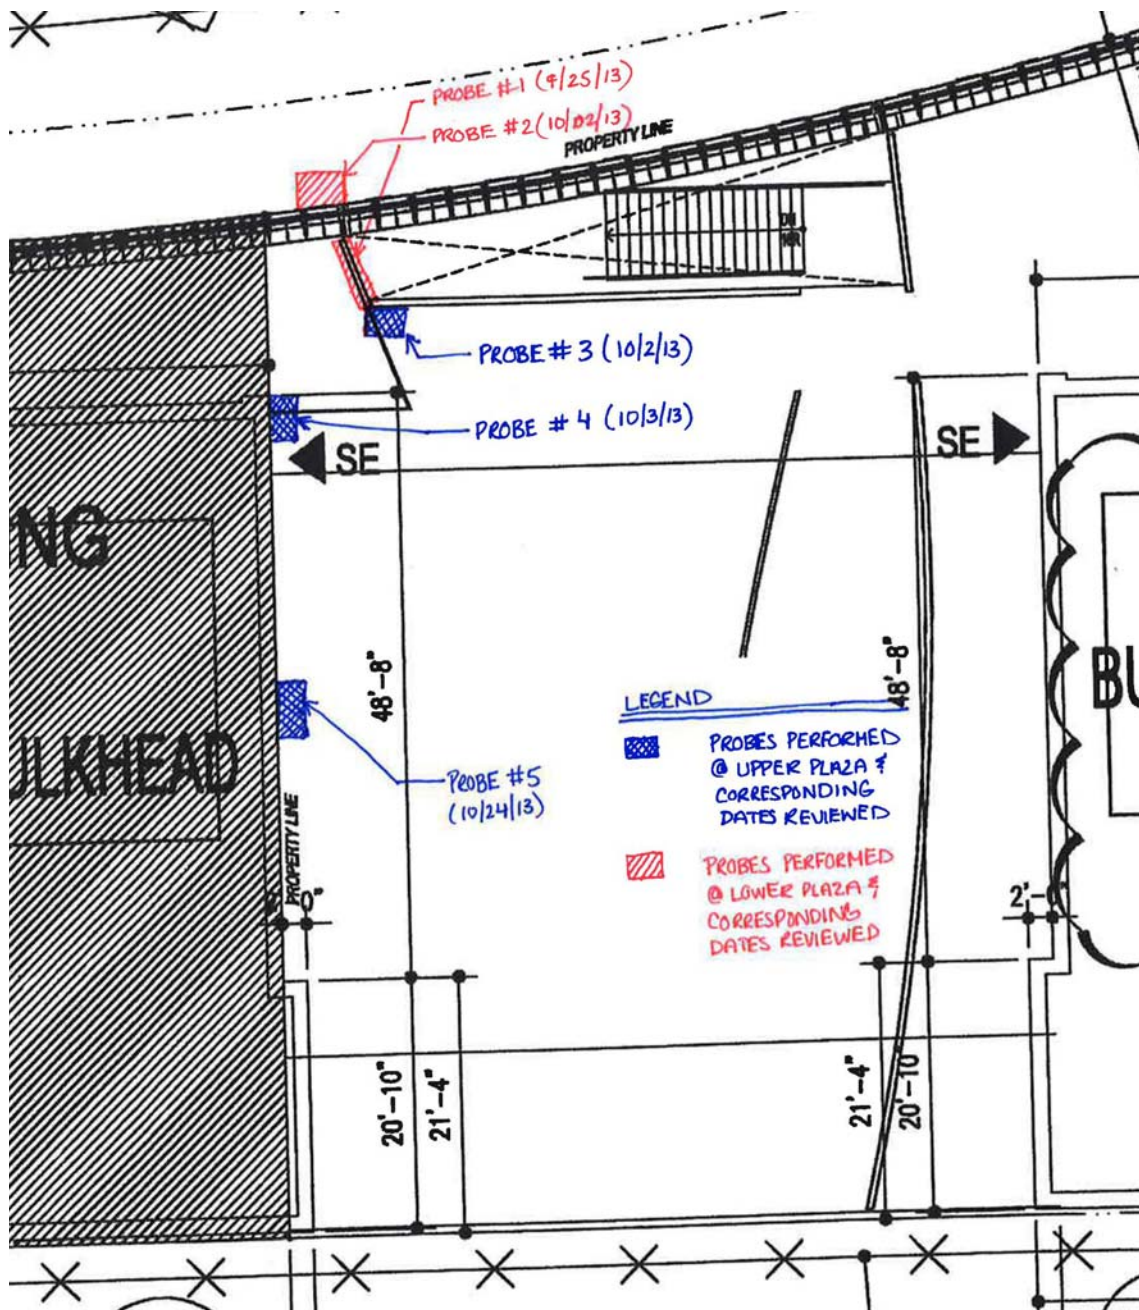 PROBE #1 (9/25/13)
PROBE #2 (10/02/13)
PROPERTY LINE
DN
16R
PROBE # 3 (10/2/13)
PROBE # 4 (10/3/13)
SE
SE
NG
48'-8"
48'-8"
LEGEND
PROBES PERFORMED
@ UPPER PLAZA &
CORRESPONDING
DATES REVIEWED
BU
ULKHEAD
PROBE #5
(10/24/13)
PROPERTY LINE
PROBES PERFORMED
@ LOWER PLAZA &
CORRESPONDING
DATES REVIEWED
0"
20'-10"
21'-4"
21'-4"
20'-10